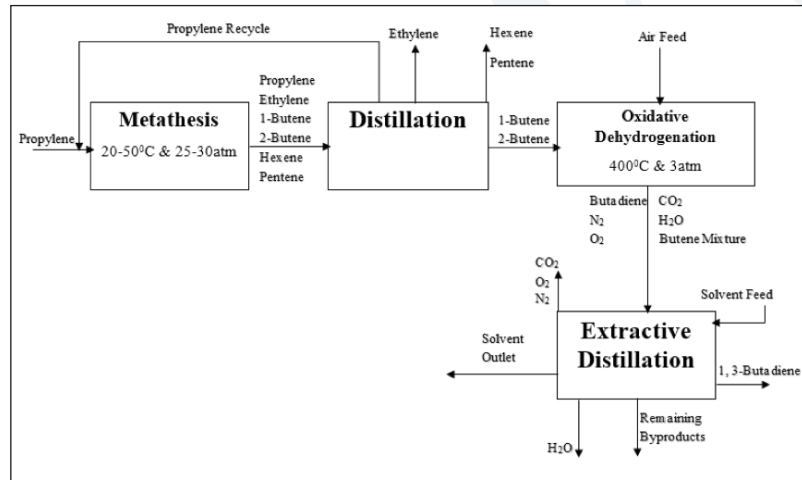 Propylene Recycle
Ethylene
Hexene
Pentene
Air Feed
Propylene
Metathesis
20-50⁰C & 25-30atm
Propylene
Ethylene
1-Butene
2-Butene
Hexene
Pentene
Distillation
1-Butene
2-Butene
Oxidative
Dehydrogenation
400⁰C & 3atm
Butadiene
N₂
O₂
CO₂
H₂O
Butene Mixture
CO₂
O₂
N₂
Solvent Feed
Solvent
Outlet
Extractive
Distillation
1, 3-Butadiene
H₂O
Remaining
Byproducts